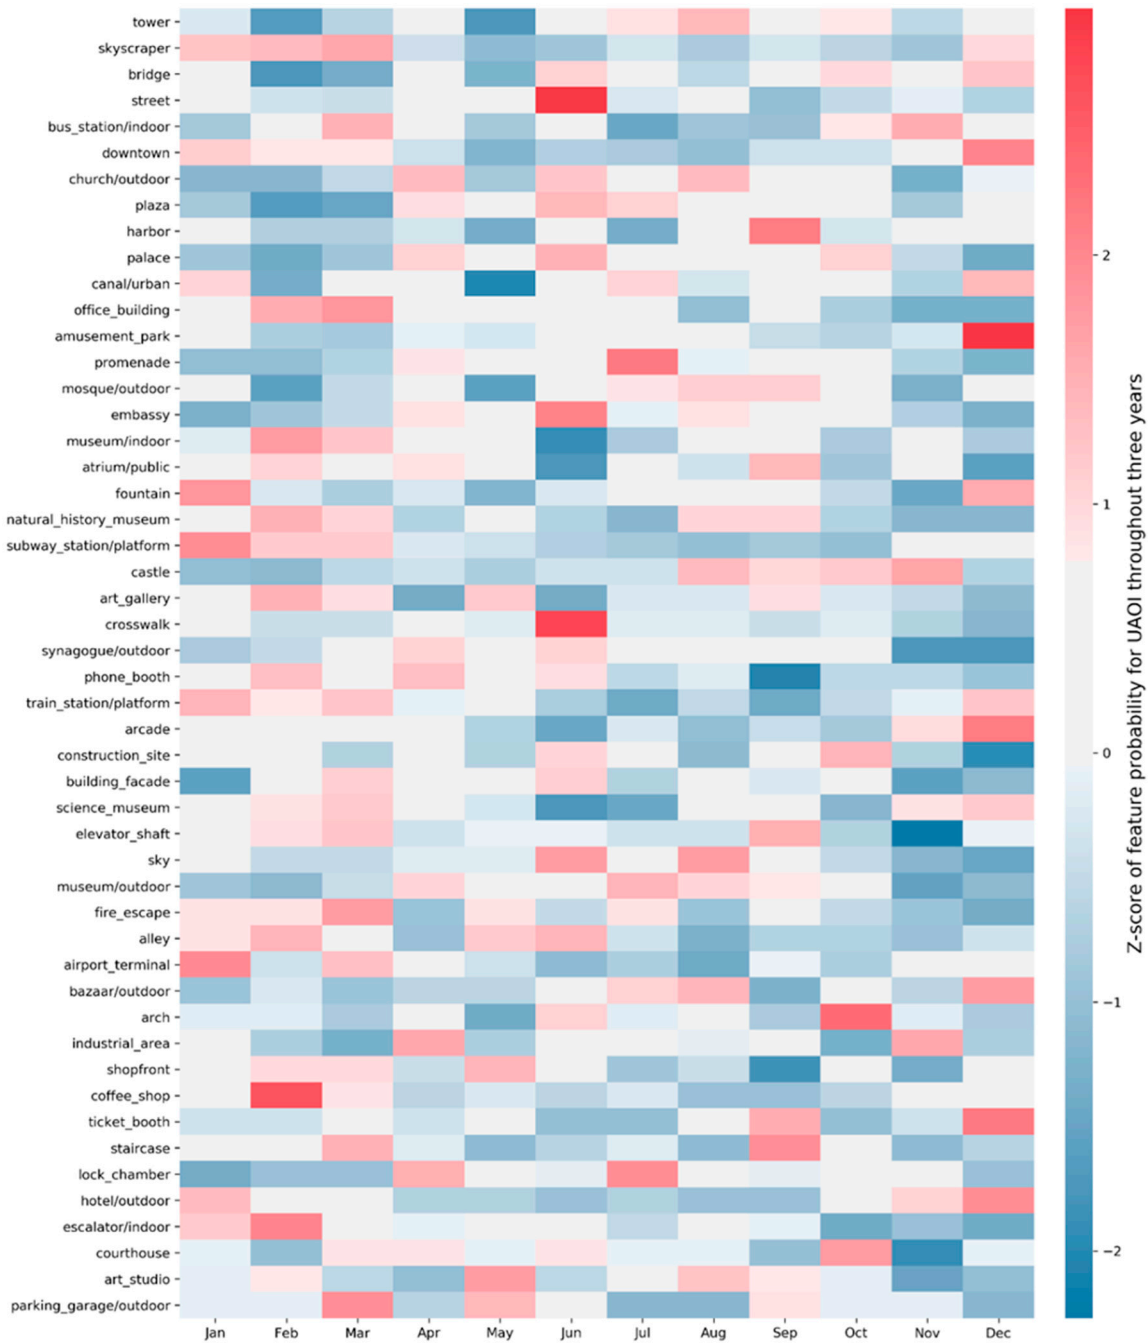 tower
skyscraper
bridge
street
bus_station/indoor
downtown
church/outdoor
plaza
harbor
palace
canal/urban
office_building
amusement_park
promenade
mosque/outdoor
embassy
museum/indoor
atrium/public
fountain
natural_history_museum
subway_station/platform
castle
art_gallery
crosswalk
synagogue/outdoor
phone_booth
train_station/platform
arcade
construction_site
building_facade
science_museum
elevator_shaft
sky
museum/outdoor
fire_escape
alley
airport_terminal
bazaar/outdoor
arch
industrial_area
shopfront
coffee_shop
ticket_booth
staircase
lock_chamber
hotel/outdoor
escalator/indoor
courthouse
art_studio
parking_garage/outdoor
Jan Feb Mar Apr May Jun Jul Aug Sep Oct Nov Dec
2
1
0
−1
−2
Z-score of feature probability for UAOI throughout three years